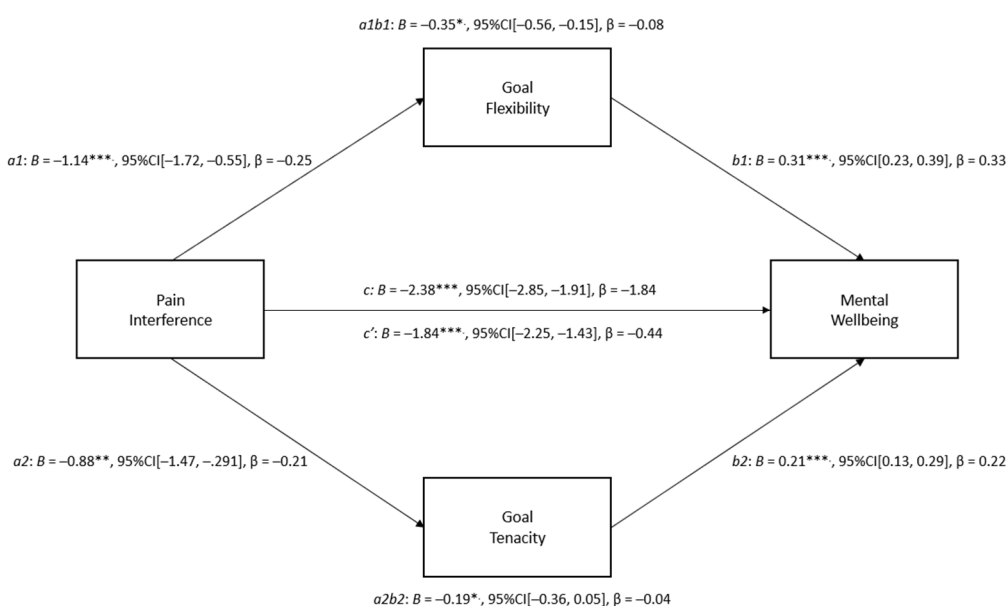 a1b1: B = –0.35*, 95%CI[–0.56, –0.15], β = –0.08
Goal
Flexibility
a1: B = –1.14***, 95%CI[–1.72, –0.55], β = –0.25
b1: B = 0.31***, 95%CI[0.23, 0.39], β = 0.33
Pain
Interference
c: B = –2.38***, 95%CI[–2.85, –1.91], β = –1.84
c’: B = –1.84***, 95%CI[–2.25, –1.43], β = –0.44
Mental
Wellbeing
a2: B = –0.88**, 95%CI[–1.47, –.291], β = –0.21
b2: B = 0.21***, 95%CI[0.13, 0.29], β = 0.22
Goal
Tenacity
a2b2: B = –0.19*, 95%CI[–0.36, 0.05], β = –0.04